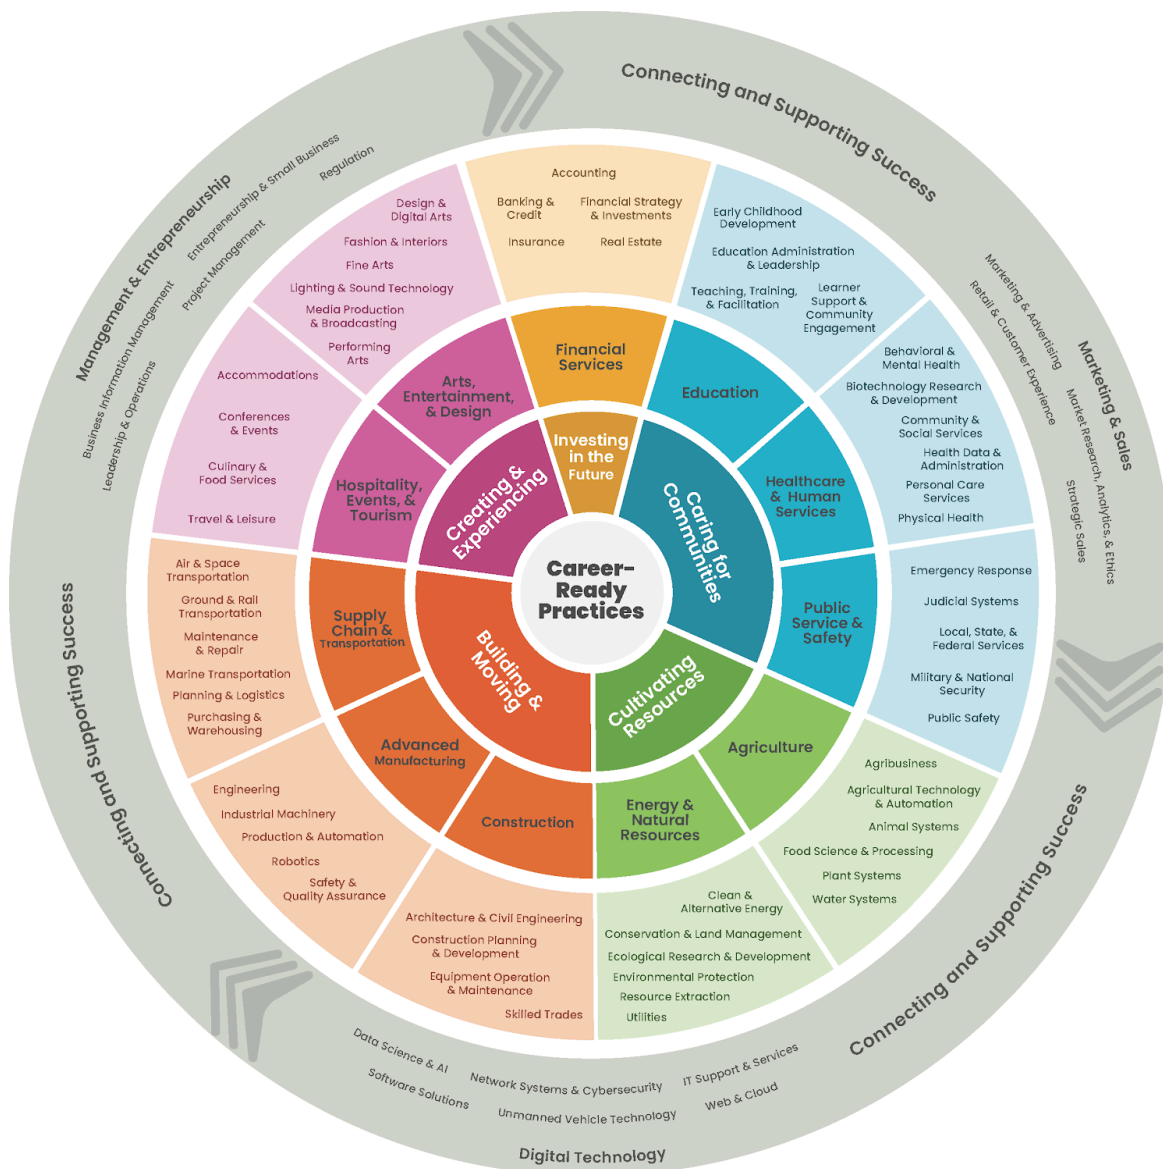 Connecting and Supporting Success
Management & Entrepreneurship
Entrepreneurship & Small Business
Regulation
Project Management
Business Information Management
Leadership & Operations
Marketing & Sales
Marketing & Advertising
Retail & Customer Experience
Market Research, Analytics, & Ethics
Strategic Sales
Connecting and Supporting Success
Digital Technology
Data Science & AI
Network Systems & Cybersecurity
IT Support & Services
Software Solutions
Unmanned Vehicle Technology
Web & Cloud
Connecting and Supporting Success
Career-
Ready
Practices
Investing
in the
Future
Financial
Services
Accounting
Banking &
Credit
Financial Strategy
& Investments
Insurance
Real Estate
Caring for
Communities
Education
Early Childhood
Development
Education Administration
& Leadership
Teaching, Training,
& Facilitation
Learner
Support &
Community
Engagement
Healthcare
& Human
Services
Behavioral &
Mental Health
Biotechnology Research
& Development
Community &
Social Services
Health Data &
Administration
Personal Care
Services
Physical Health
Public
Service &
Safety
Emergency Response
Judicial Systems
Local, State, &
Federal Services
Military & National
Security
Public Safety
Cultivating
Resources
Agriculture
Agribusiness
Agricultural Technology
& Automation
Animal Systems
Food Science & Processing
Plant Systems
Water Systems
Energy &
Natural
Resources
Clean &
Alternative Energy
Conservation & Land Management
Ecological Research & Development
Environmental Protection
Resource Extraction
Utilities
Building &
Moving
Construction
Architecture & Civil Engineering
Construction Planning
& Development
Equipment Operation
& Maintenance
Skilled Trades
Advanced
Manufacturing
Engineering
Industrial Machinery
Production & Automation
Robotics
Safety &
Quality Assurance
Supply
Chain &
Transportation
Air & Space
Transportation
Ground & Rail
Transportation
Maintenance
& Repair
Marine Transportation
Planning & Logistics
Purchasing &
Warehousing
Creating &
Experiencing
Hospitality,
Events, &
Tourism
Accommodations
Conferences
& Events
Culinary &
Food Services
Travel & Leisure
Arts,
Entertainment,
& Design
Design &
Digital Arts
Fashion & Interiors
Fine Arts
Lighting & Sound Technology
Media Production
& Broadcasting
Performing
Arts